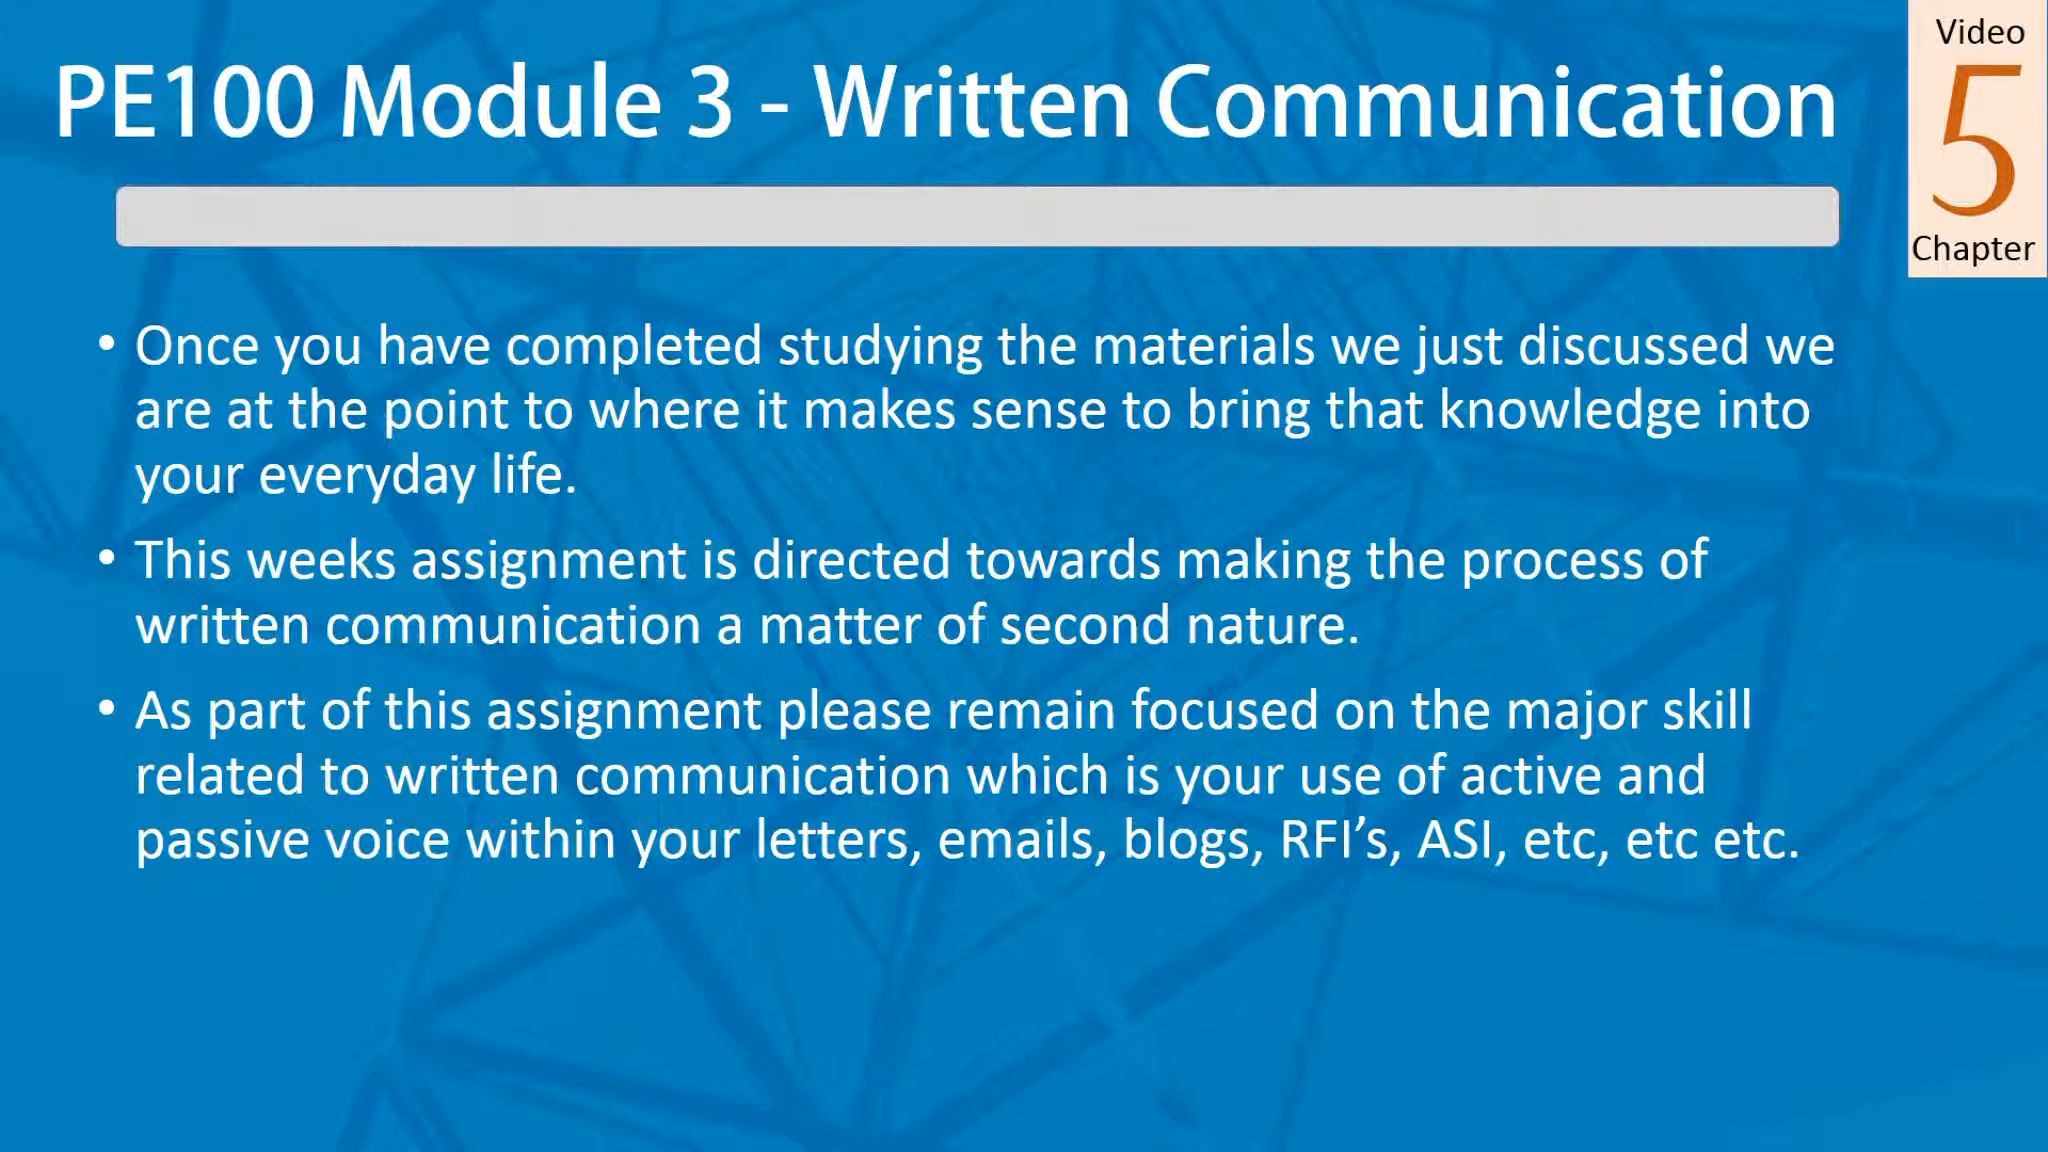 PE100 Module 3 - Written Communication
Video
5
Chapter
• Once you have completed studying the materials we just discussed we
are at the point to where it makes sense to bring that knowledge into
your everyday life.
• This weeks assignment is directed towards making the process of
written communication a matter of second nature.
• As part of this assignment please remain focused on the major skill
related to written communication which is your use of active and
passive voice within your letters, emails, blogs, RFI’s, ASI, etc, etc etc.